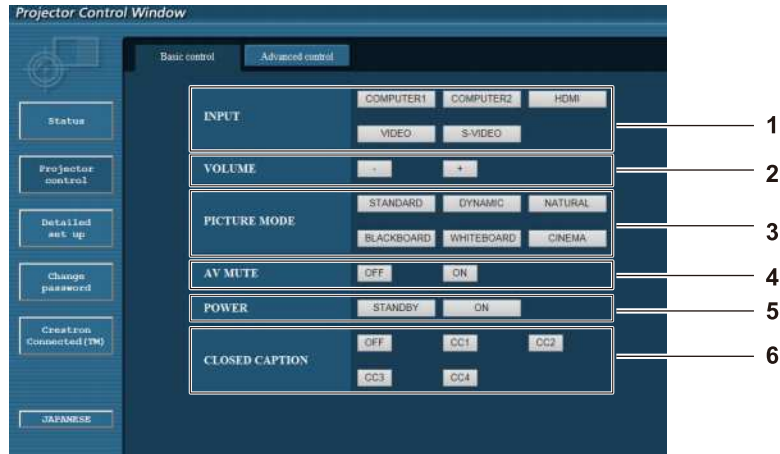 Projector Control Window
Basic control Advanced control
Status
Projector
control
Detailed
set up
Change
password
Crestron
Connected(TM)
JAPANESE
INPUT
COMPUTER1 COMPUTER2 HDMI
VIDEO S-VIDEO
1
VOLUME - +
2
PICTURE MODE
STANDARD DYNAMIC NATURAL
BLACKBOARD WHITEBOARD CINEMA
3
AV MUTE OFF ON
4
POWER STANDBY ON
5
CLOSED CAPTION
OFF CC1 CC2
CC3 CC4
6